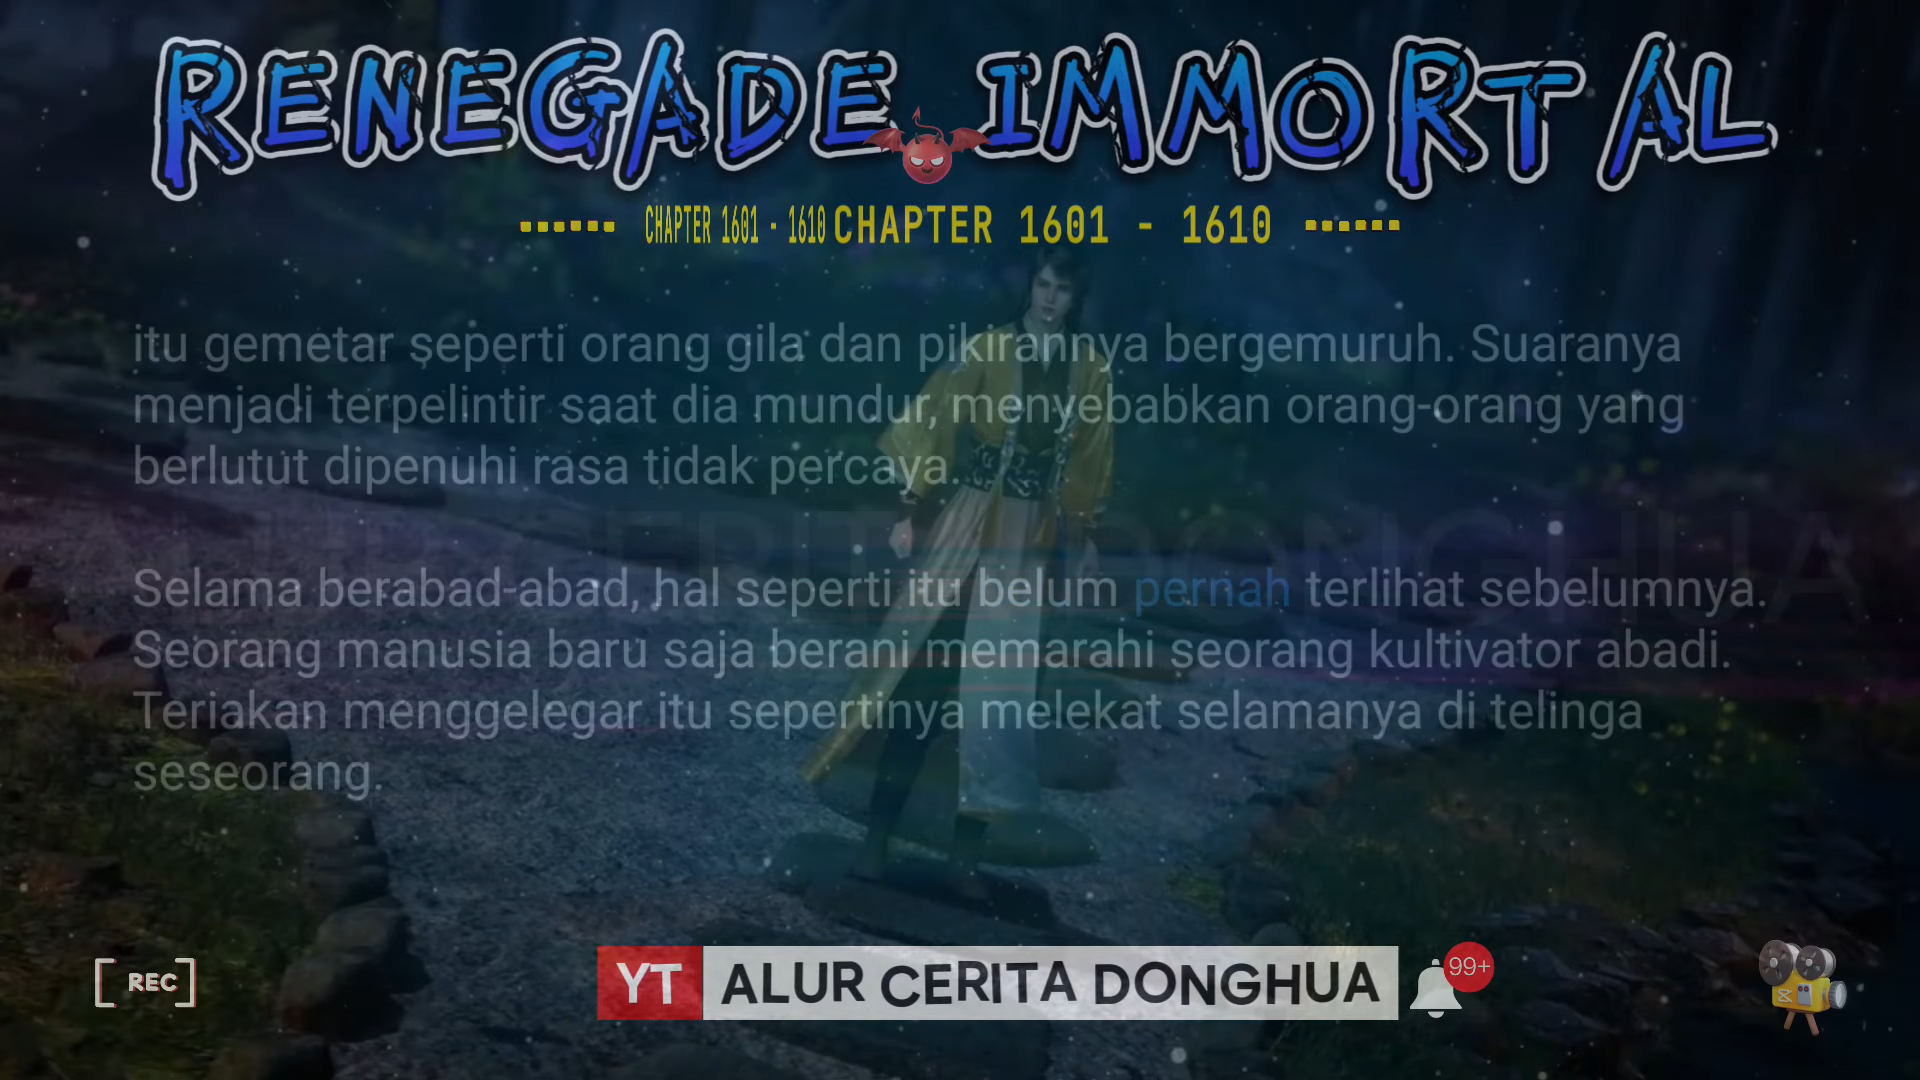 RENEGADE IMMORTAL
CHAPTER 1601 - 1610 CHAPTER 1601 - 1610
itu gemetar seperti orang gila dan pikirannya bergemuruh. Suaranya
menjadi terpelintir saat dia mundur, menyebabkan orang-orang yang
berlutut dipenuhi rasa tidak percaya.
ALUR CERITA DONGHUA
Selama berabad-abad, hal seperti itu belum pernah terlihat sebelumnya.
Seorang manusia baru saja berani memarahi seorang kultivator abadi.
Teriakan menggelegar itu sepertinya melekat selamanya di telinga
seseorang.
REC
YT ALUR CERITA DONGHUA
99+